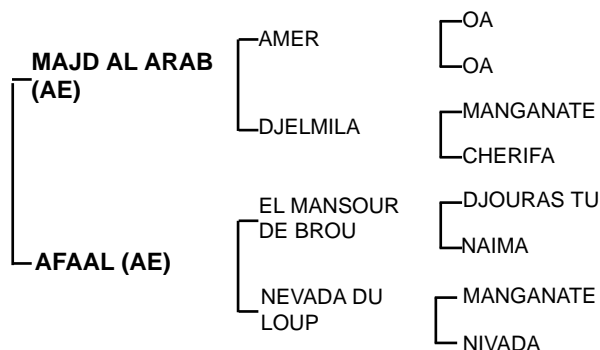 MAJD AL ARAB
(AE)
AMER
OA
OA
DJELMILA
MANGANATE
CHERIFA
AFAAL (AE)
EL MANSOUR
DE BROU
DJOURAS TU
NAIMA
NEVADA DU
LOUP
MANGANATE
NIVADA